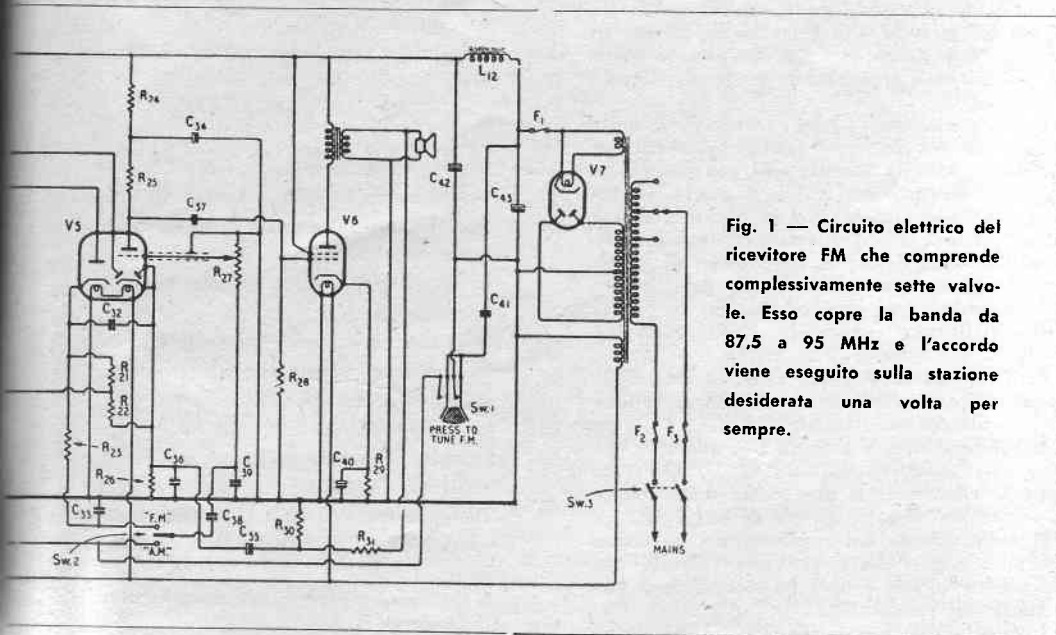 L12
R24
C34
F1
R25
C42
V7
C37
C43
V6
V5
R27
C32
C41
R21
R28
R22
Sw.1
PRESS TO
TUNE F.M.
F2 F3
R23
R26
C36
C39
C40
R29
Sw.3
C33
"F.M."
C38
R30
C35
R31
Sw.2
"A.M."
MAINS
Fig. 1 — Circuito elettrico del
ricevitore FM che comprende
complessivamente sette valvo-
le. Esso copre la banda da
87,5 a 95 MHz e l'accordo
viene eseguito sulla stazione
desiderata una volta per
sempre.